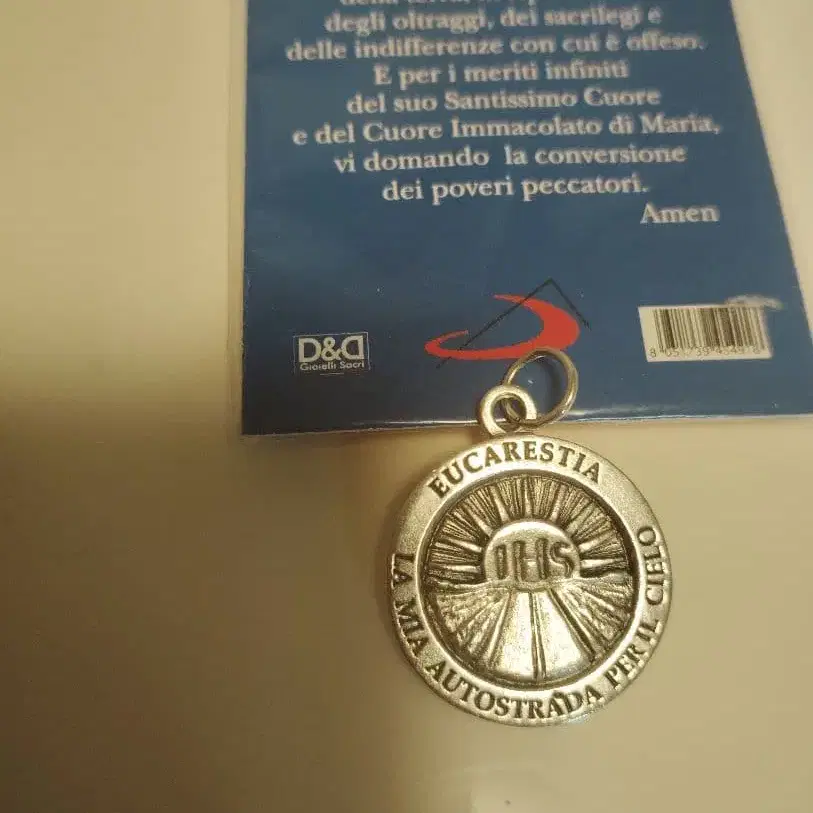 degli oltraggi, dei sacrilegi e
delle indifferenze con cui è offeso.
E per i meriti infiniti
del suo Santissimo Cuore
e del Cuore Immacolato di Maria,
vi domando la conversione
dei poveri peccatori.
Amen
D&D
Gioielli Sacri
EUCARESTIA
IHS
LA MIA AUTOSTRADA PER IL CIELO